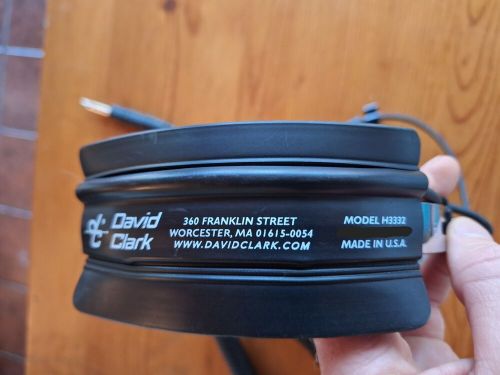 David
Clark
360 FRANKLIN STREET
WORCESTER, MA 01615-0054
WWW.DAVIDCLARK.COM
MODEL H3332
MADE IN U.S.A.